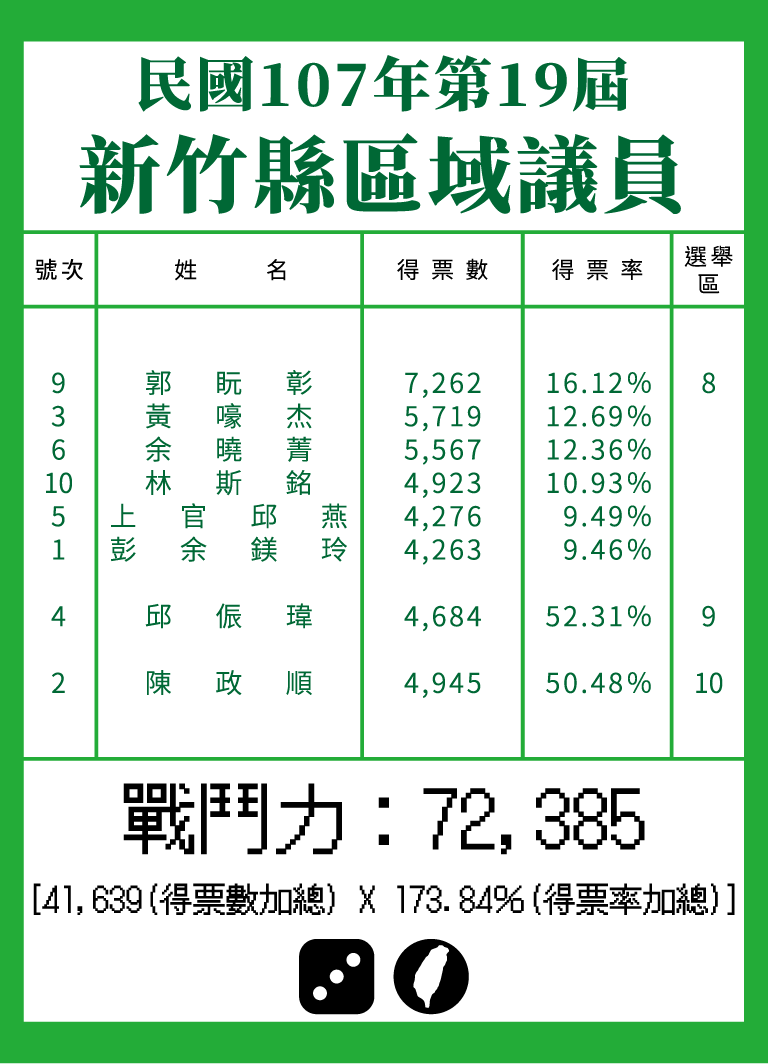 民國107年第19屆
新竹縣區域議員
號次 姓名 得票數 得票率 選舉區
9 郭阮彰 7,262 16.12% 8
3 黃嚎杰 5,719 12.69%
6 余曉菁 5,567 12.36%
10 林斯銘 4,923 10.93%
5 上官邱燕 4,276 9.49%
1 彭余鎂玲 4,263 9.46%
4 邱倀瑋 4,684 52.31% 9
2 陳政順 4,945 50.48% 10
戰鬥力：72,385
[41,639(得票數加總) X 173.84%(得票率加總)]